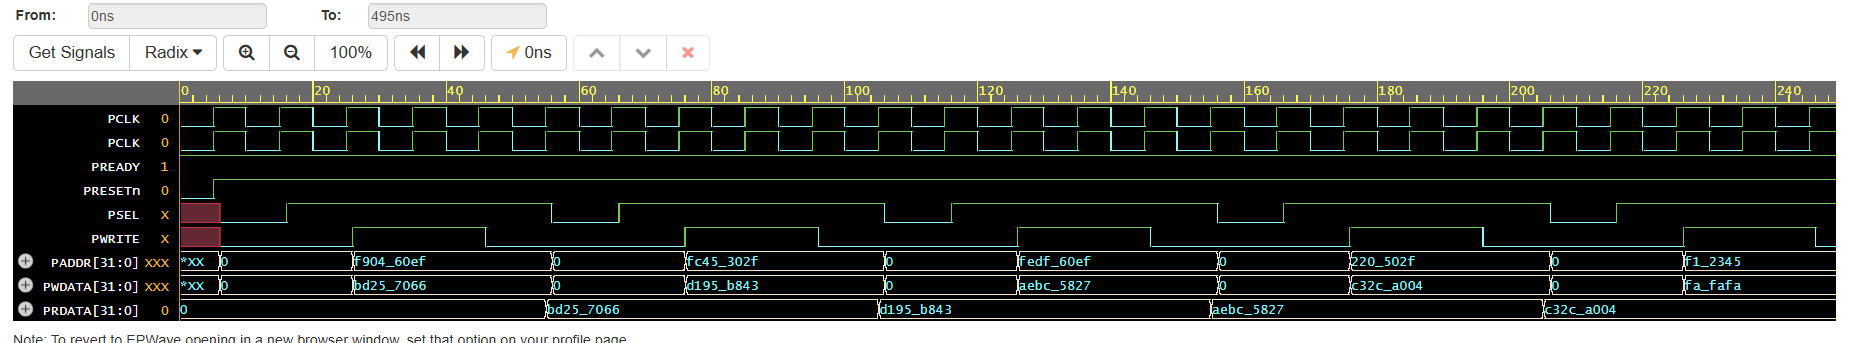 From: 0ns To: 495ns
Get Signals Radix 100% 0ns
0 20 40 60 80 100 120 140 160 180 200 220 240
PCLK 0
PCLK 0
PREADY 1
PRESETn 0
PSEL X
PWRITE X
PADDR[31:0] XXX *XX 0 f904_60ef 0 fc45_302f 0 fedf_60ef 0 220_502f 0 f1_2345
PWDATA[31:0] XXX *XX 0 bd25_7066 0 d195_b843 0 aebc_5827 0 c32c_a004 0 fa_fafa
PRDATA[31:0] 0 0 bd25_7066 d195_b843 aebc_5827 c32c_a004
Note: To revert to EPWave opening in a new browser window, set that option on your profile page